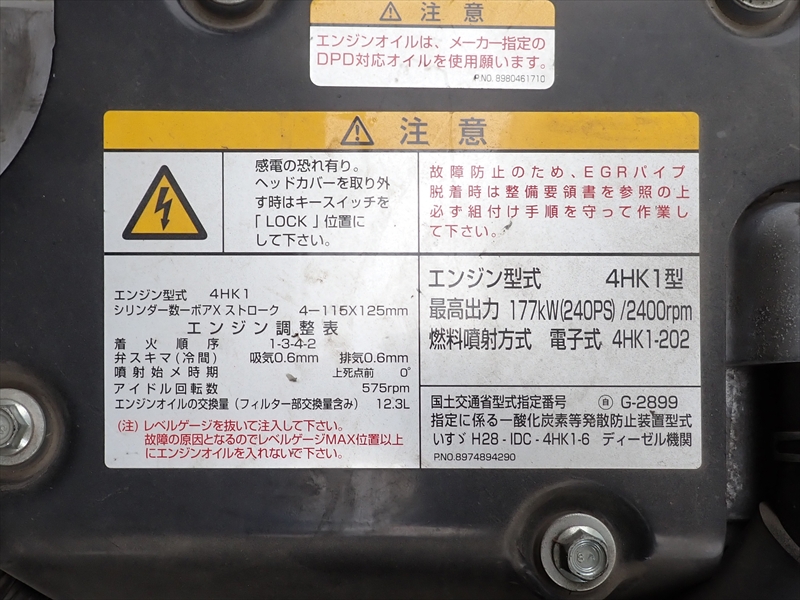 ⚠ 注意
エンジンオイルは、メーカー指定の
DPD対応オイルを使用願います。
P.NO. 8980461710
⚠ 注意
感電の恐れ有り。
ヘッドカバーを取り外
す時はキースイッチを
「LOCK」位置に
して下さい。
故障防止のため、EGRパイプ
脱着時は整備要領書を参照の上
必ず組付け手順を守って作業し
て下さい。
エンジン型式 4HK1
シリンダー数ーボアX ストローク 4ー115X125mm
エンジン調整表
着火順序 1-3-4-2
弁スキマ(冷間) 吸気0.6mm 排気0.6mm
噴射始メ時期 上死点前 0°
アイドル回転数 575rpm
エンジンオイルの交換量(フィルター部交換量含み) 12.3L
(注)レベルゲージを抜いて注入して下さい。
故障の原因となるのでレベルゲージMAX位置以上
にエンジンオイルを入れないで下さい。
エンジン型式 4HK1型
最高出力 177kW(240PS)/2400rpm
燃料噴射方式 電子式 4HK1-202
国土交通省型式指定番号 ㊀自 G-2899
指定に係る一酸化炭素等発散防止装置型式
いすゞ H28-IDC-4HK1-6 ディーゼル機関
P.NO.8974894290